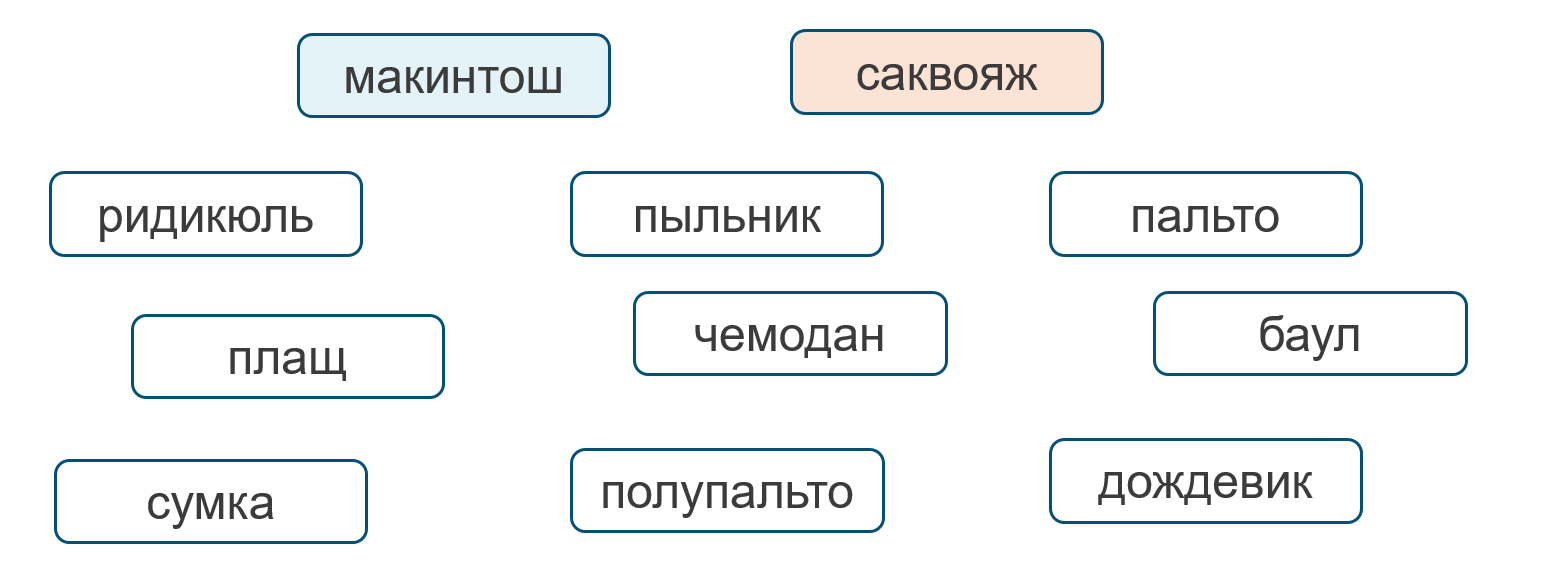 макинтош
саквояж
ридикюль
пыльник
пальто
плащ
чемодан
баул
сумка
полупальто
дождевик